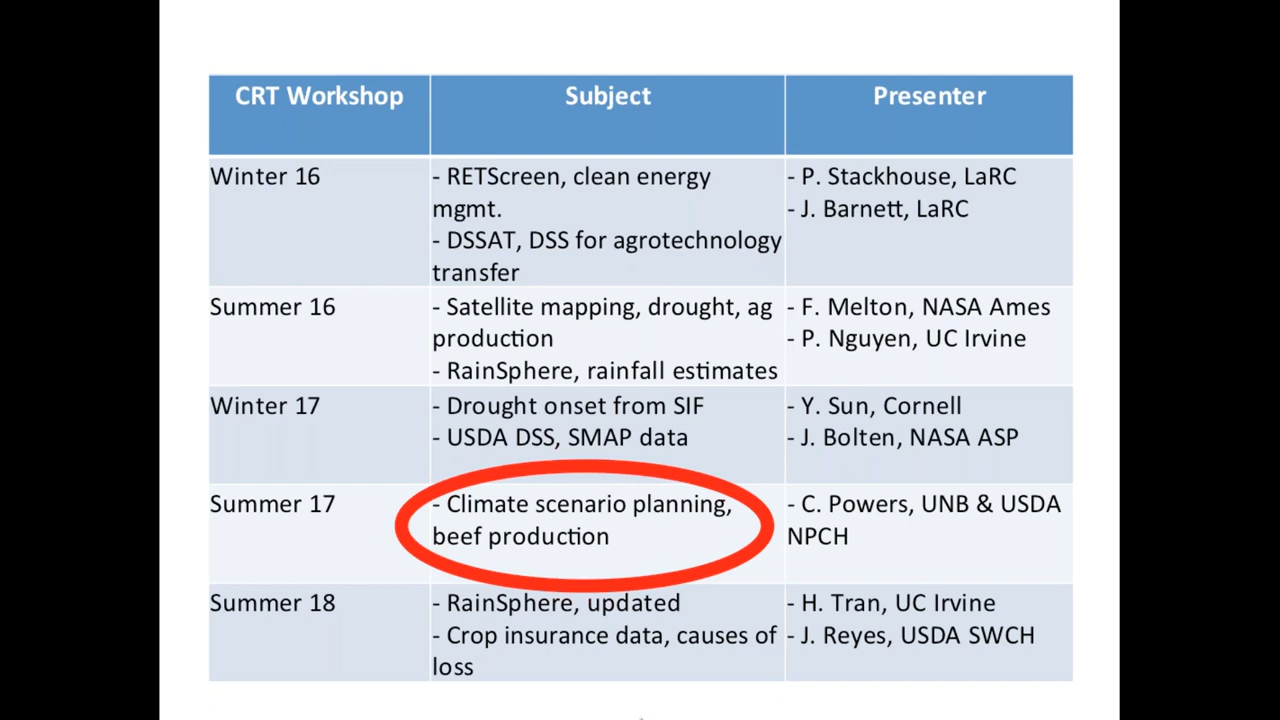 CRT Workshop
Subject
Presenter
Winter 16
- RETScreen, clean energy
mgmt.
- DSSAT, DSS for agrotechnology
transfer
- P. Stackhouse, LaRC
- J. Barnett, LaRC
Summer 16
- Satellite mapping, drought, ag
production
- RainSphere, rainfall estimates
- F. Melton, NASA Ames
- P. Nguyen, UC Irvine
Winter 17
- Drought onset from SIF
- USDA DSS, SMAP data
- Y. Sun, Cornell
- J. Bolten, NASA ASP
Summer 17
- Climate scenario planning,
beef production
- C. Powers, UNB & USDA
NPCH
Summer 18
- RainSphere, updated
- Crop insurance data, causes of
loss
- H. Tran, UC Irvine
- J. Reyes, USDA SWCH